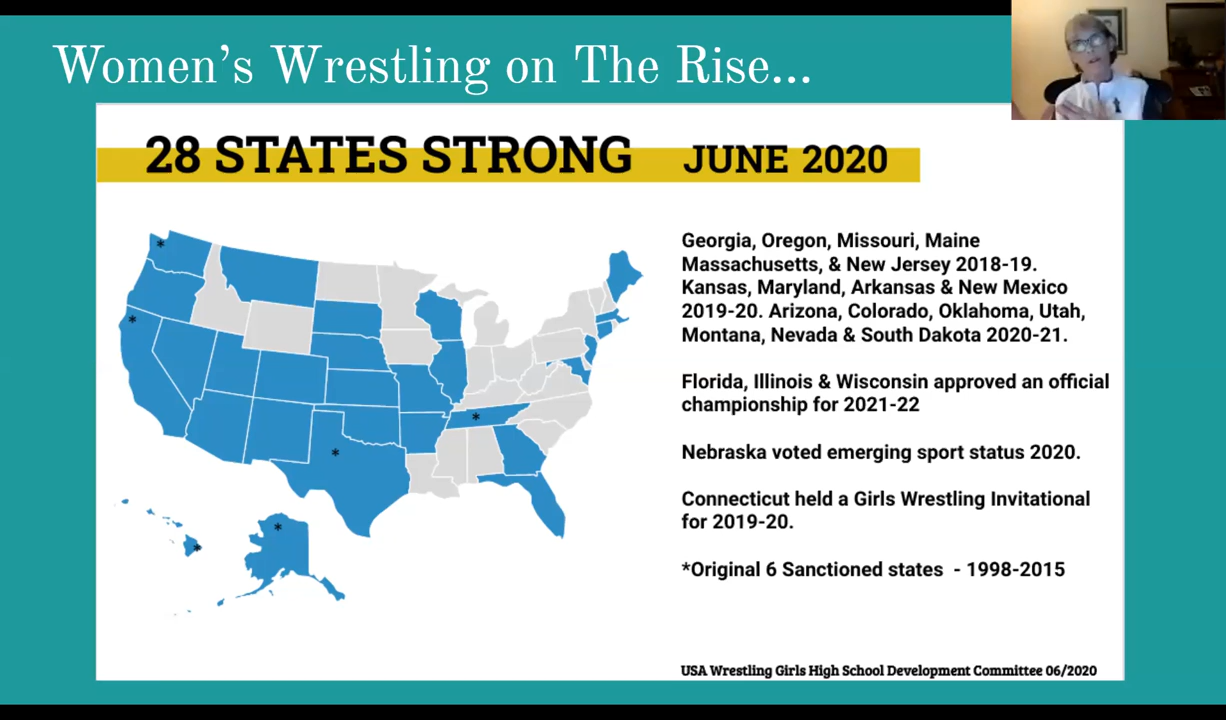 Women's Wrestling on The Rise...
28 STATES STRONG JUNE 2020
Georgia, Oregon, Missouri, Maine
Massachusetts, & New Jersey 2018-19.
Kansas, Maryland, Arkansas & New Mexico
2019-20. Arizona, Colorado, Oklahoma, Utah,
Montana, Nevada & South Dakota 2020-21.
Florida, Illinois & Wisconsin approved an official
championship for 2021-22
Nebraska voted emerging sport status 2020.
Connecticut held a Girls Wrestling Invitational
for 2019-20.
*Original 6 Sanctioned states - 1998-2015
USA Wrestling Girls High School Development Committee 06/2020